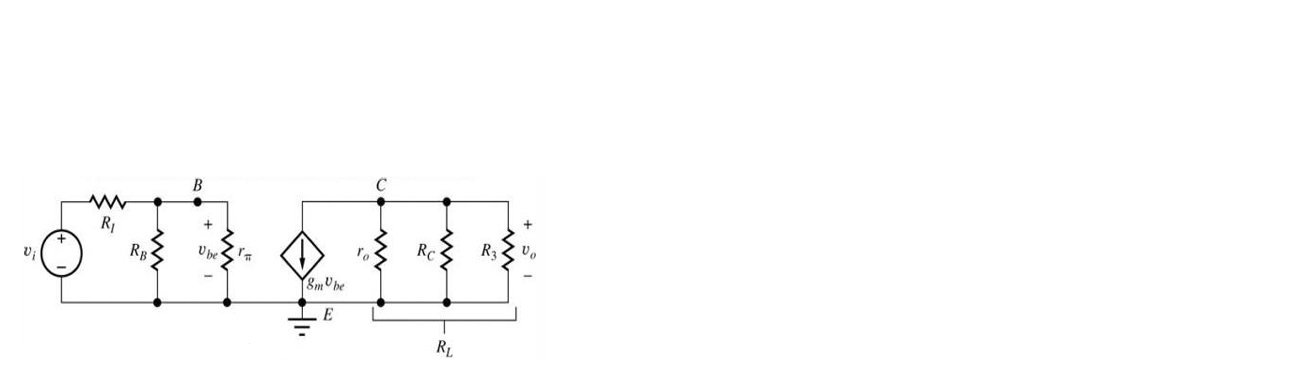 B
C
R_I
+
−
v_i
R_B
+
v_be
−
r_π
g_m v_be
r_o
R_C
R_3
+
v_o
−
E
R_L